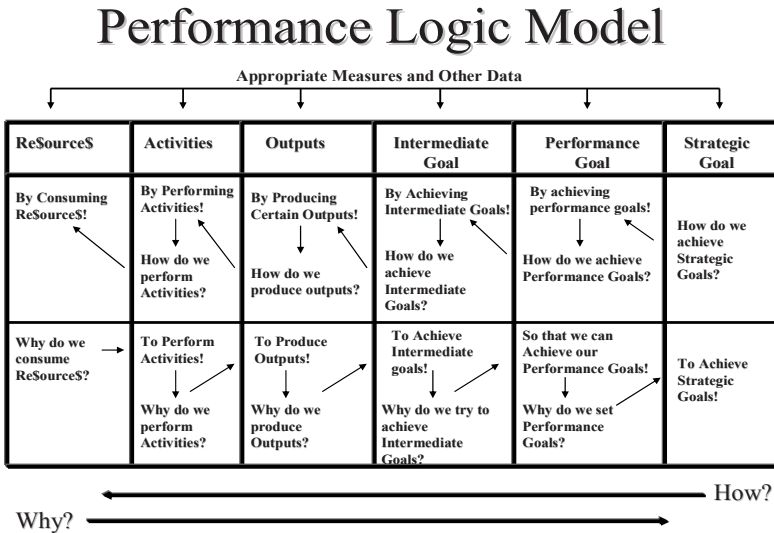 Performance Logic Model
Appropriate Measures and Other Data
Re$ource$
Activities
Outputs
Intermediate
Goal
Performance
Goal
Strategic
Goal
By Consuming
Re$ource$!
By Performing
Activities!
How do we
perform
Activities?
By Producing
Certain Outputs!
How do we
produce outputs?
By Achieving
Intermediate Goals!
How do we
achieve
Intermediate
Goals?
By achieving
performance goals!
How do we achieve
Performance Goals?
How do we
achieve
Strategic
Goals?
Why do we
consume
Re$ource$?
To Perform
Activities!
Why do we
perform
Activities?
To Produce
Outputs!
Why do we
produce
Outputs?
To Achieve
Intermediate
goals!
Why do we try to
achieve
Intermediate
Goals?
So that we can
Achieve our
Performance Goals!
Why do we set
Performance
Goals?
To Achieve
Strategic
Goals!
How?
Why?